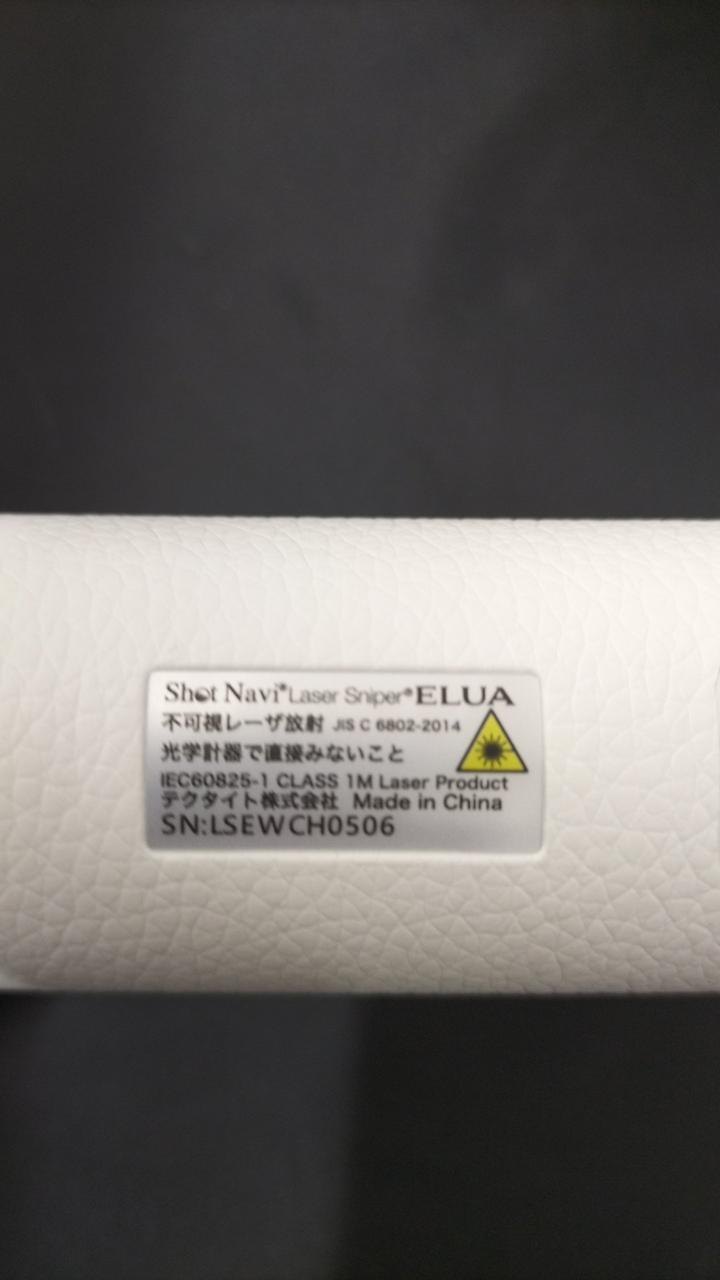 Shot Navi® Laser Sniper® ELUA
不可視レーザ放射 JIS C 6802-2014
光学計器で直接みないこと
IEC60825-1 CLASS 1M Laser Product
テクタイト株式会社 Made in China
SN:LSEWCH0506